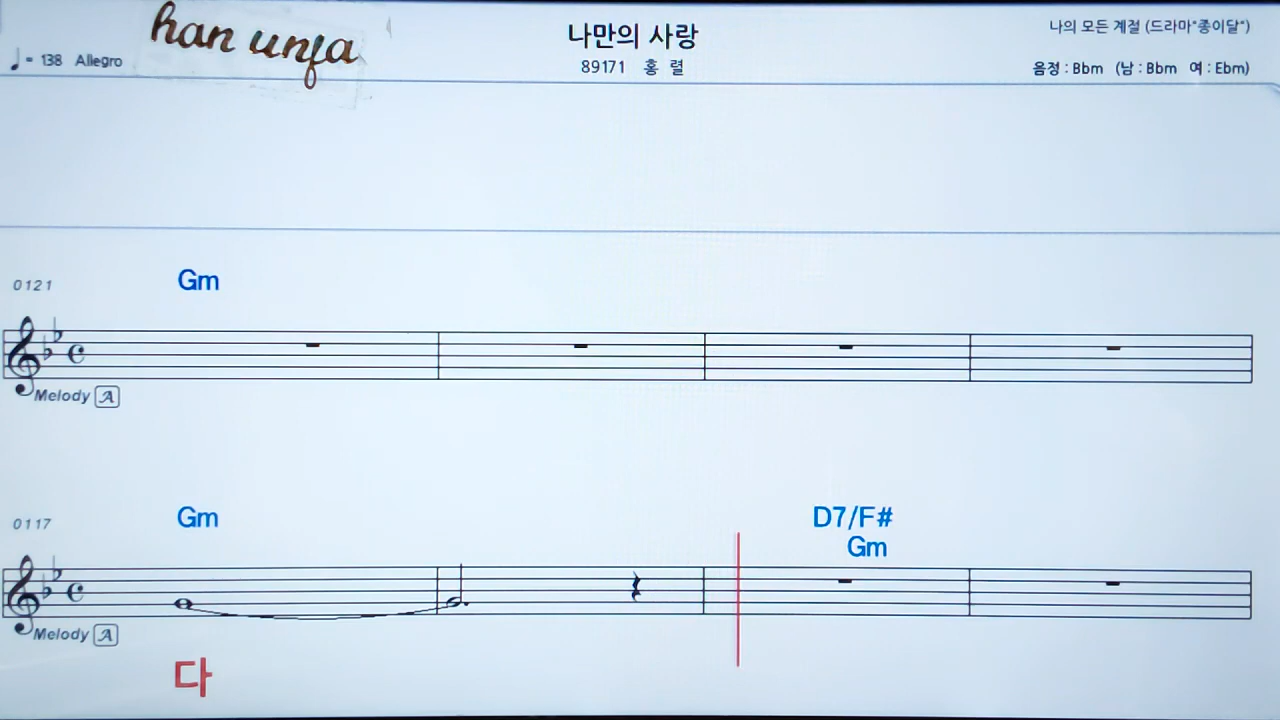 han unfa
나만의 사랑
나의 모든 계절 (드라마"종이달")
= 138 Allegro
89171 홍 렬
음정 : Bbm (남 : Bbm 여 : Ebm)
0121
Gm
Melody A
0117
Gm
D7/F#
Gm
Melody A
다